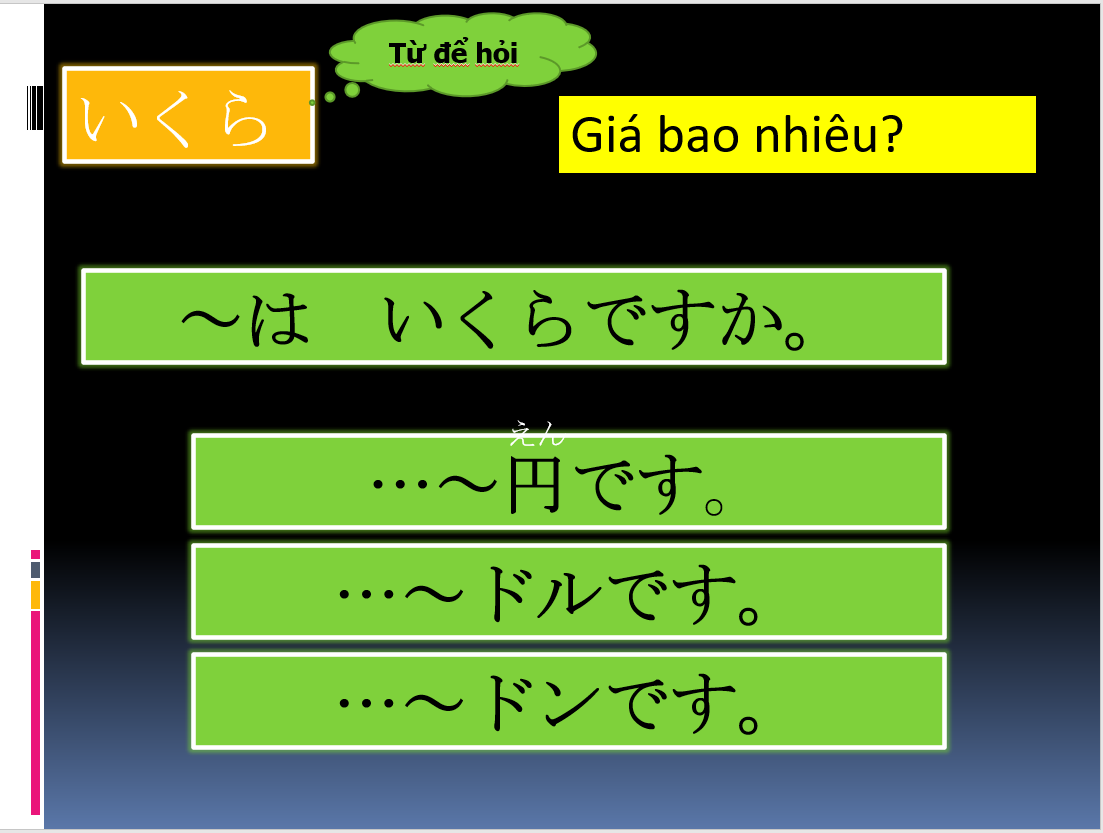 Từ để hỏi
いくら
Giá bao nhiêu?
～は　いくらですか。
えん
…～円です。
…～ドルです。
…～ドンです。